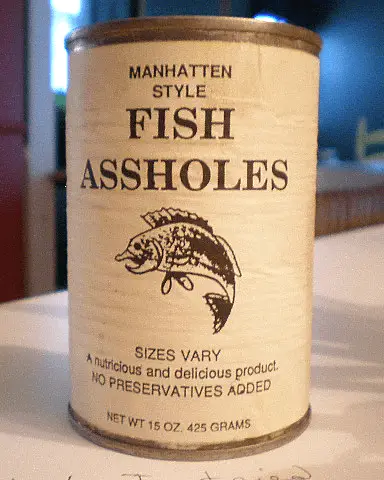 MANHATTEN
STYLE
FISH
ASSHOLES
SIZES VARY
A nutricious and delicious product.
NO PRESERVATIVES ADDED
NET WT 15 OZ. 425 GRAMS